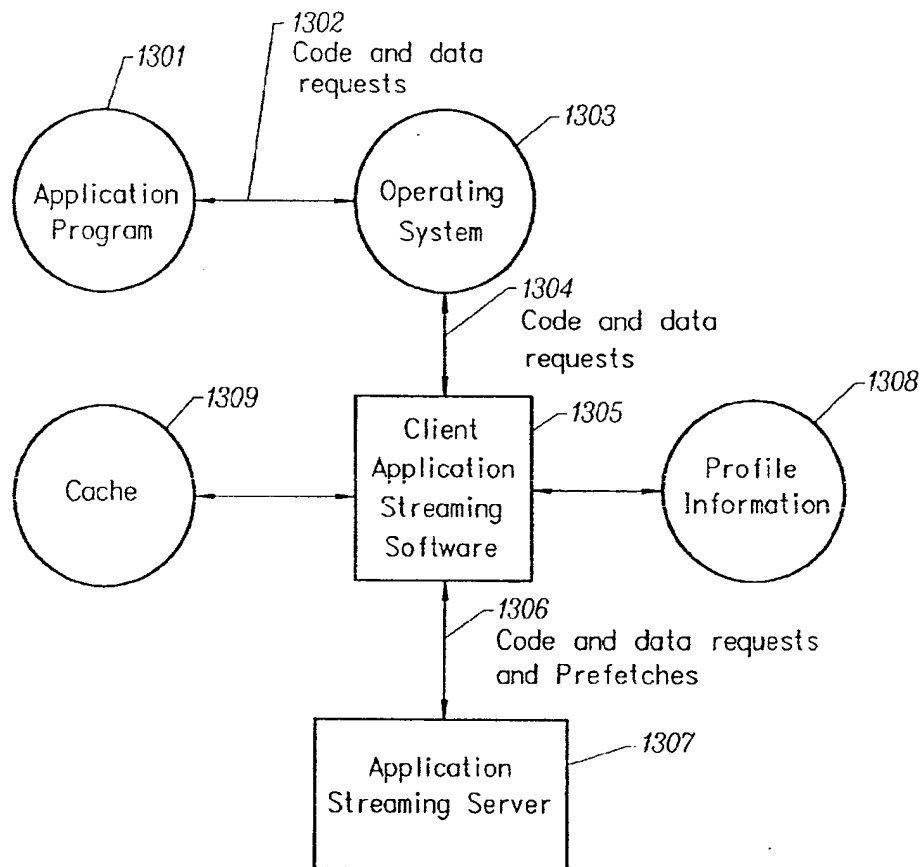 1302
Code and data
requests
1301
1303
Application
Program
Operating
System
1304
Code and data
requests
1309
1305
1308
Cache
Client
Application
Streaming
Software
Profile
Information
1306
Code and data requests
and Prefetches
1307
Application
Streaming Server